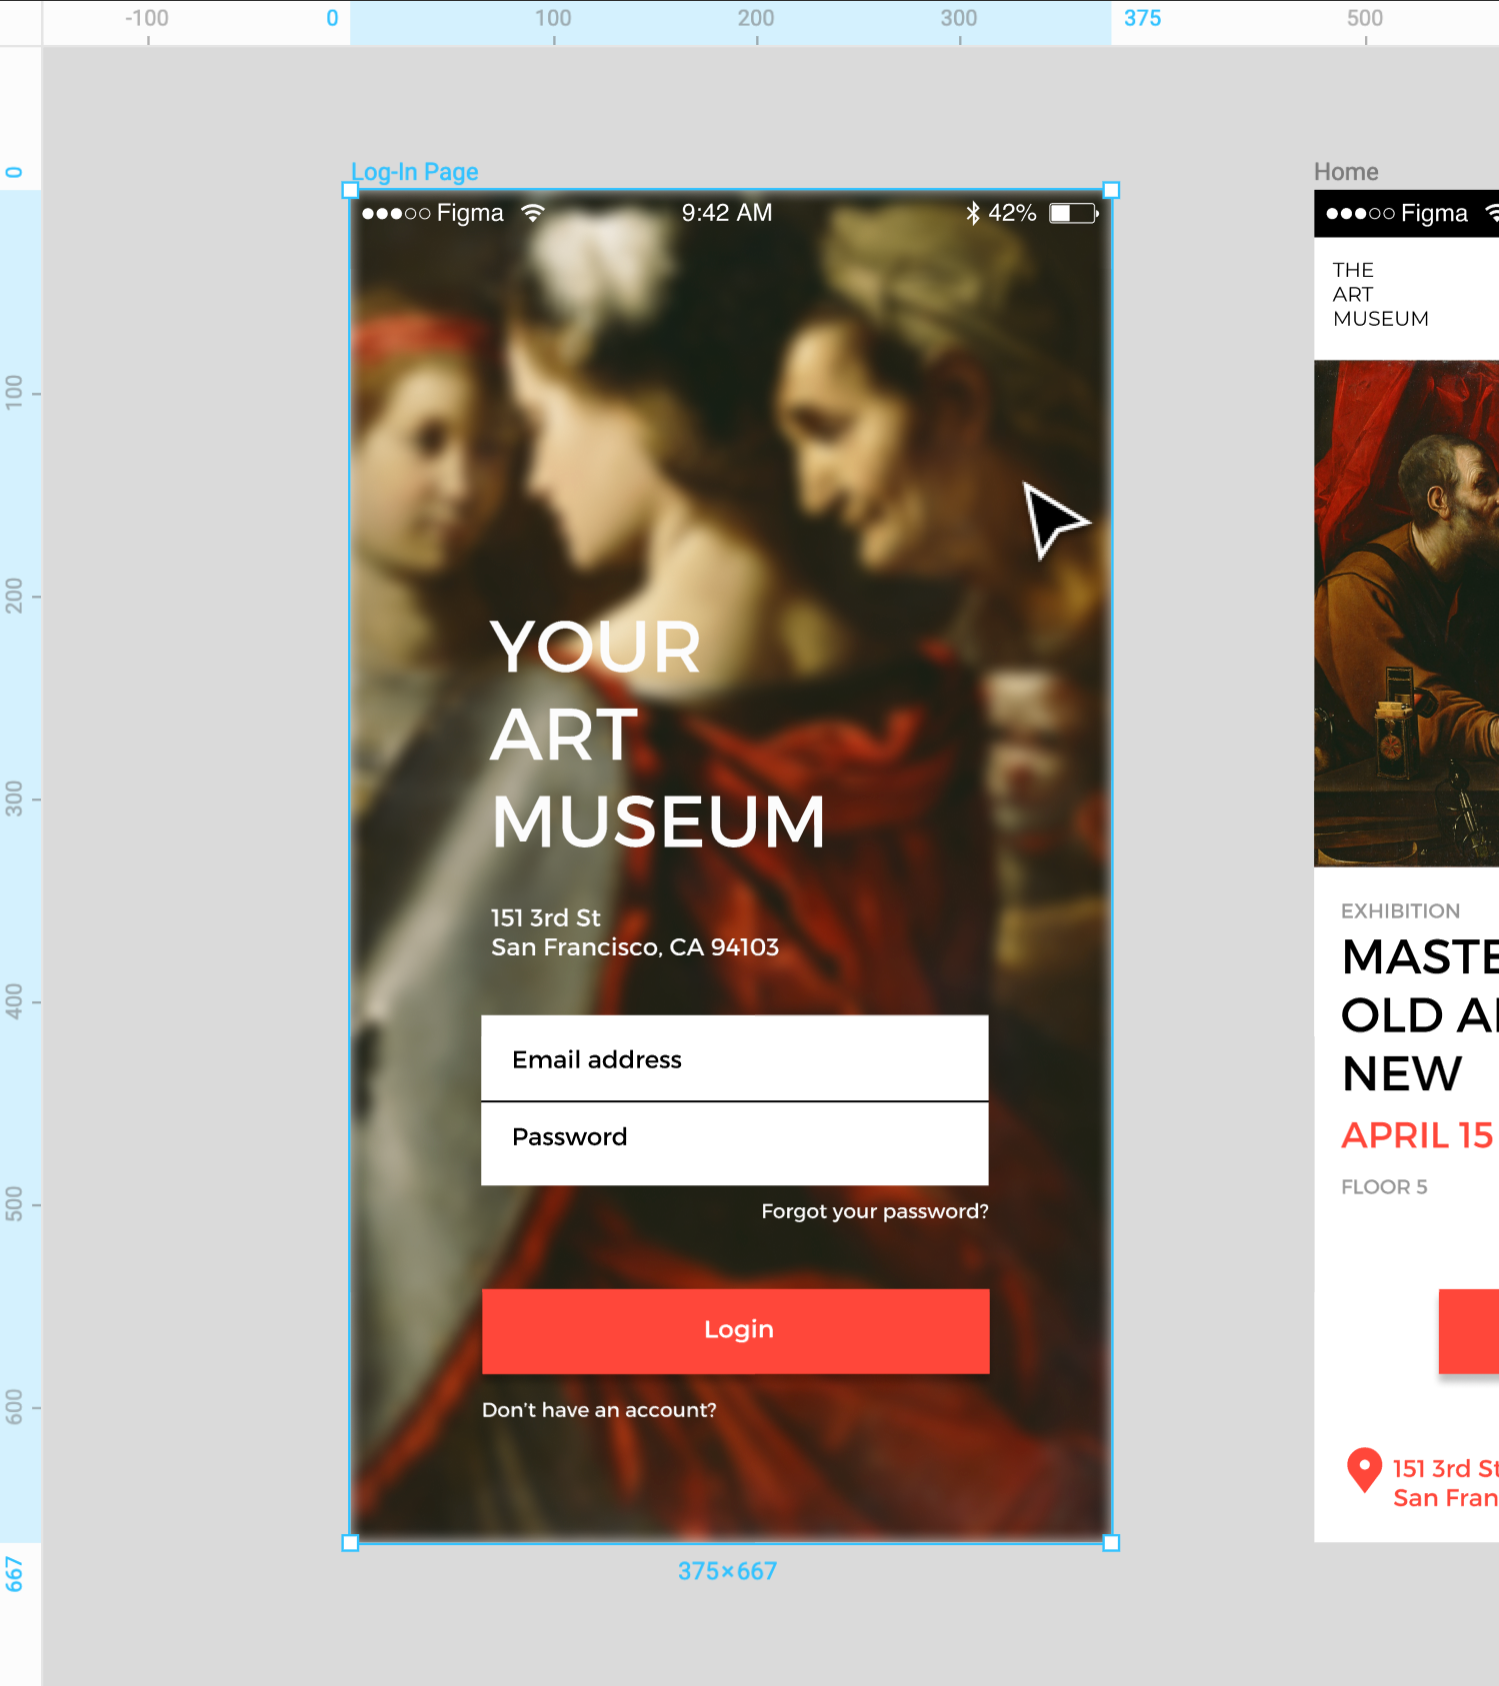 -100 0 100 200 300 375 500
0
100
200
300
400
500
600
667
Log-In Page
Figma 9:42 AM 42%
YOUR
ART
MUSEUM
151 3rd St
San Francisco, CA 94103
Email address
Password
Forgot your password?
Login
Don't have an account?
375×667
Home
Figma
THE
ART
MUSEUM
EXHIBITION
MASTE
OLD A
NEW
APRIL 15
FLOOR 5
151 3rd St
San Fran